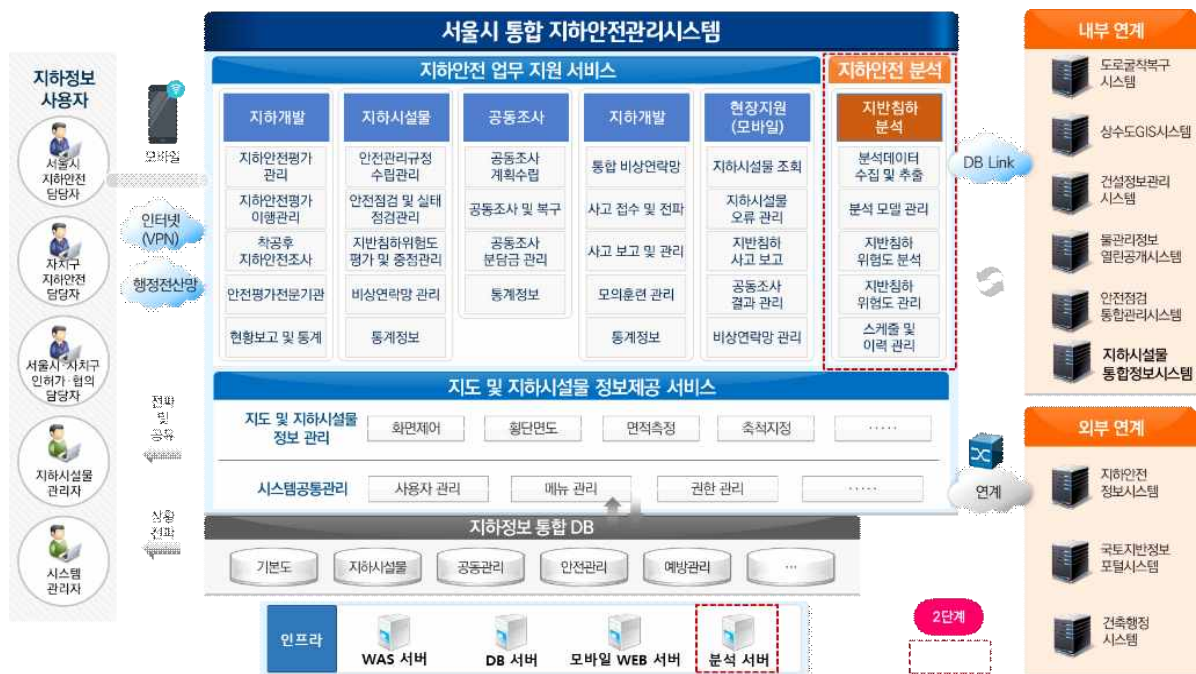 서울시 통합 지하안전관리시스템
지하정보
사용자
서울시
지하안전
담당자
자치구
지하안전
담당자
서울시·자치구
인허가·협의
담당자
지하시설물
관리자
시스템
관리자
모바일
인터넷
(VPN)
행정전산망
전파
및
공유
상황
전파
지하안전 업무 지원 서비스
지하개발
지하안전평가
관리
지하안전평가
이행관리
착공후
지하안전조사
안전평가전문기관
현황보고 및 통계
지하시설물
안전관리규정
수립관리
안전점검 및 실태
점검관리
지반침하위험도
평가 및 중점관리
비상연락망 관리
통계정보
공동조사
공동조사
계획수립
공동조사 및 복구
공동조사
분담금 관리
통계정보
지하개발
통합 비상연락망
사고 접수 및 전파
사고 보고 및 관리
모의훈련 관리
통계정보
현장지원
(모바일)
지하시설물 조회
지하시설물
오류 관리
지반침하
사고 보고
공동조사
결과 관리
비상연락망 관리
지하안전 분석
지반침하
분석
분석데이터
수집 및 추출
분석 모델 관리
지반침하
위험도 분석
지반침하
위험도 관리
스케줄 및
이력 관리
지도 및 지하시설물 정보제공 서비스
지도 및 지하시설물
정보 관리
화면제어
횡단면도
면적측정
축척지정
.....
시스템공통관리
사용자 관리
메뉴 관리
권한 관리
.....
지하정보 통합 DB
기본도
지하시설물
공동관리
안전관리
예방관리
...
인프라
WAS 서버
DB 서버
모바일 WEB 서버
분석 서버
2단계
DB Link
연계
내부 연계
도로굴착복구
시스템
상수도GIS시스템
건설정보관리
시스템
물관리정보
열린공개시스템
안전점검
통합관리시스템
지하시설물
통합정보시스템
외부 연계
지하안전
정보시스템
국토지반정보
포털시스템
건축행정
시스템